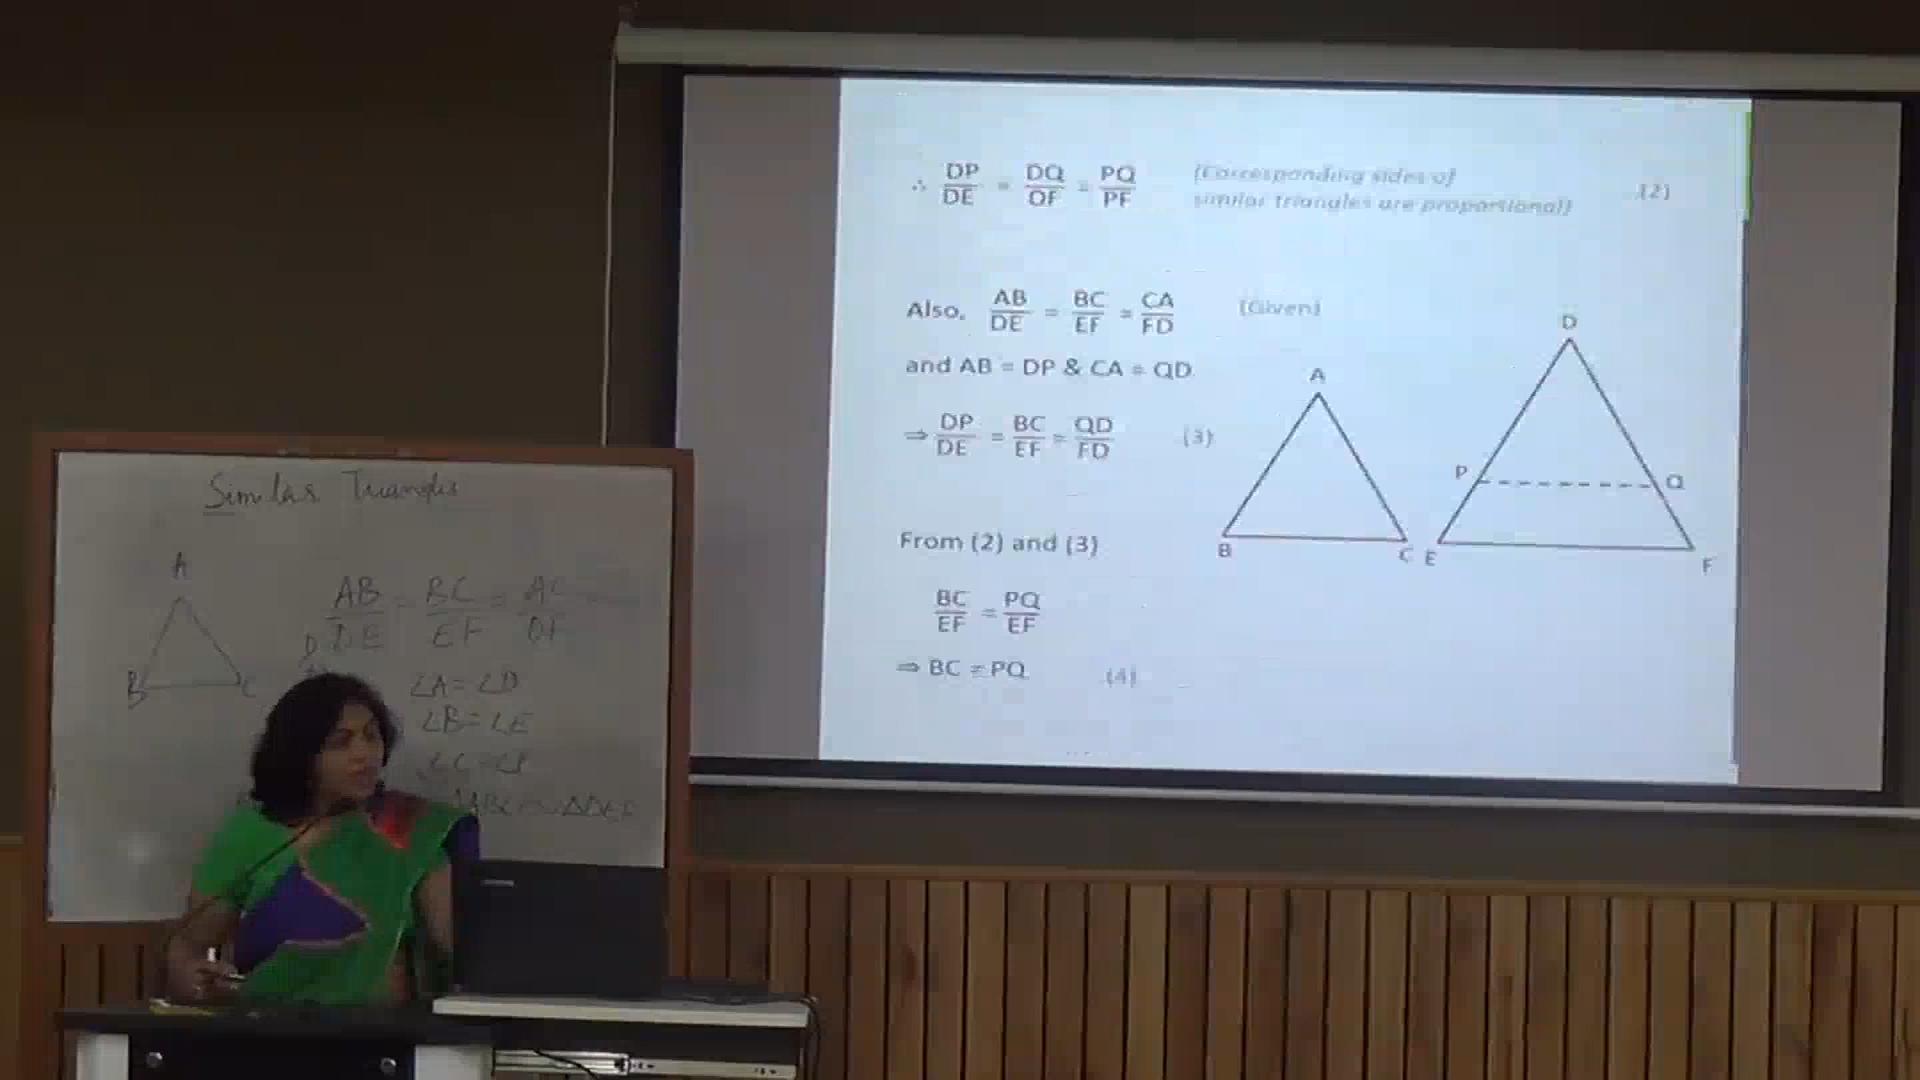 ∴ DP/DE = DQ/DF = PQ/PF (Corresponding sides of
similar triangles are proportional) ..(2)
Also, AB/DE = BC/EF = CA/FD (Given)
and AB = DP & CA = QD
⇒ DP/DE = BC/EF = QD/FD (3)
From (2) and (3)
BC/EF = PQ/EF
⇒ BC = PQ (4)
D
A
P Q
B C E F
Similar Triangles
A
AB/DE = BC/EF = AC/DF
D
B C
∠A = ∠D
∠B = ∠E
∠C = ∠F
ΔABC ~ ΔDEF